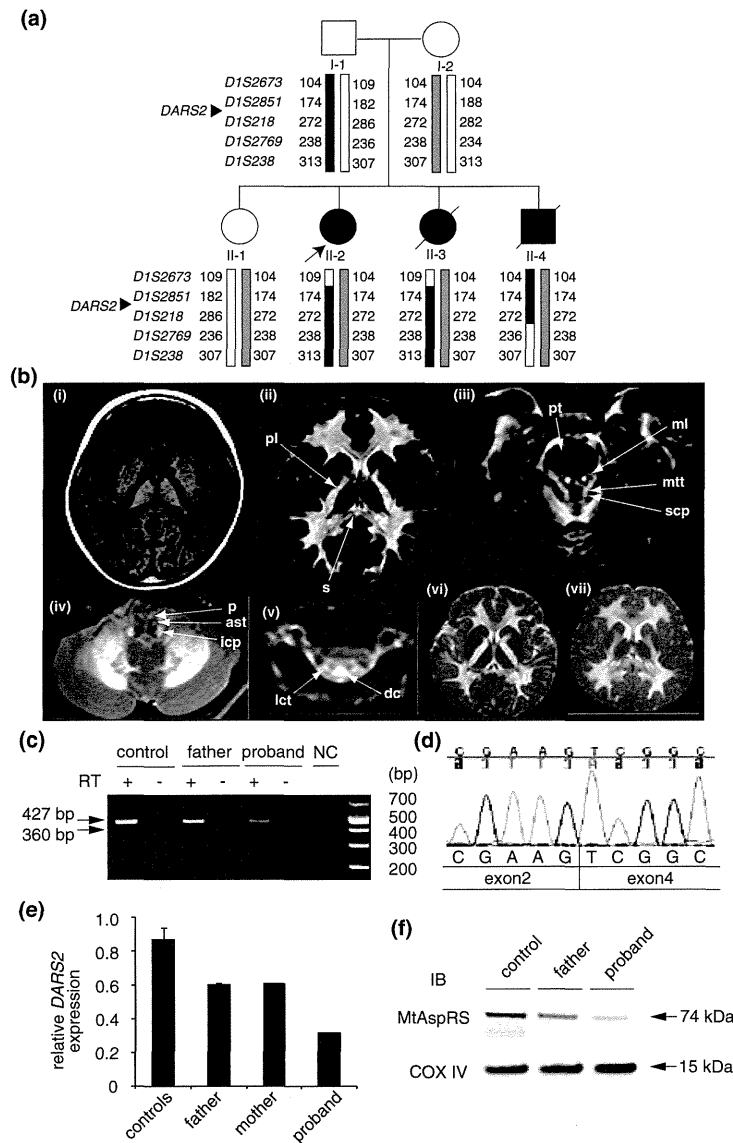 (a)
I-1 I-2
D1S2673 104 109 104 104
D1S2851 174 182 174 188
DARS2
D1S218 272 286 272 282
D1S2769 238 236 238 234
D1S238 313 307 307 313
II-1 II-2 II-3 II-4
D1S2673 109 104 109 104 109 104 104 104
D1S2851 182 174 174 174 174 174 174 174
DARS2
D1S218 286 272 272 272 272 272 272 272
D1S2769 236 238 238 238 238 238 236 238
D1S238 307 307 313 307 313 307 307 307
(b)
(i) (ii) (iii)
pl
s
pt
ml
mtt
scp
(iv) (v) (vi) (vii)
p
ast
icp
lct
dc
(c)
control father proband NC
RT + - + - + -
427 bp
360 bp
(bp)
700
500
400
300
200
(d)
C G A A G T C G G C
C G A A G T C G G C
exon2 exon4
(e)
relative DARS2
expression
1.0
0.8
0.6
0.4
0.2
0
controls
father
mother
proband
(f)
control
father
proband
IB
MtAspRS 74 kDa
COX IV 15 kDa